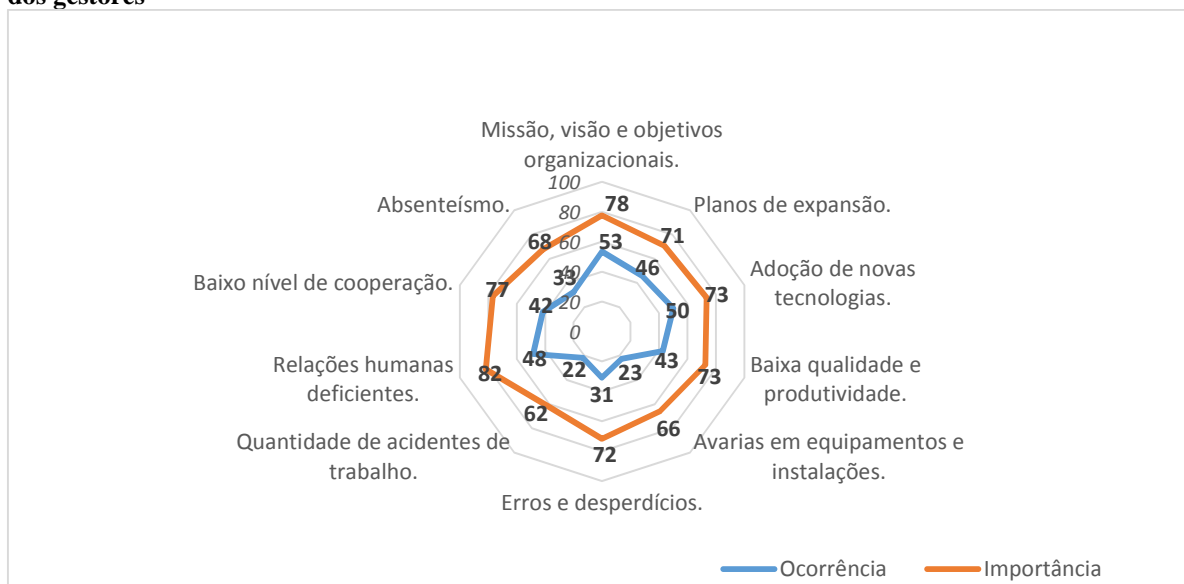 dos gestores
Missão, visão e objetivos
organizacionais.
100
Absenteísmo.
80
78
Planos de expansão.
68
60
53
71
40
46
33
Baixo nível de cooperação.
77
20
Adoção de novas
tecnologias.
73
42
0
50
Relações humanas
deficientes.
82
48
22
31
23
43
73
Baixa qualidade e
produtividade.
62
66
Quantidade de acidentes de
trabalho.
72
Avarias em equipamentos e
instalações.
Erros e desperdícios.
Ocorrência
Importância